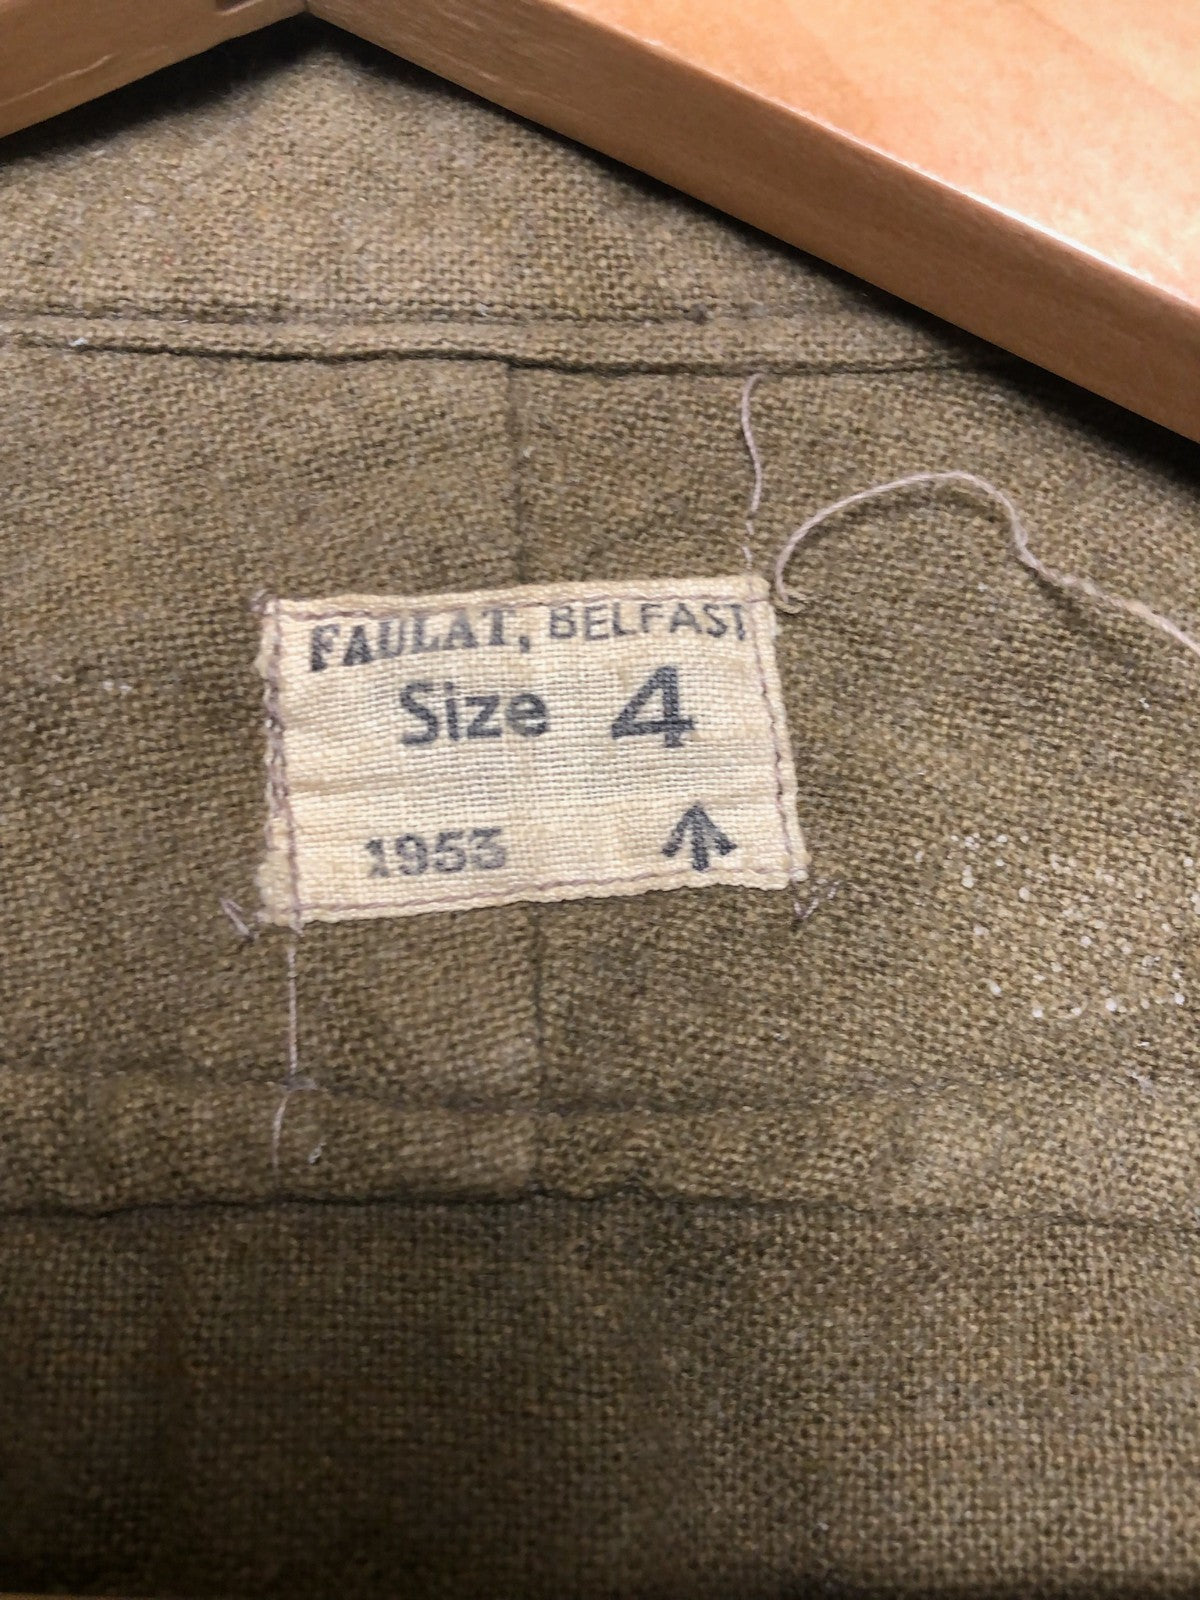 FAULAT, BELFAST
Size 4
1953